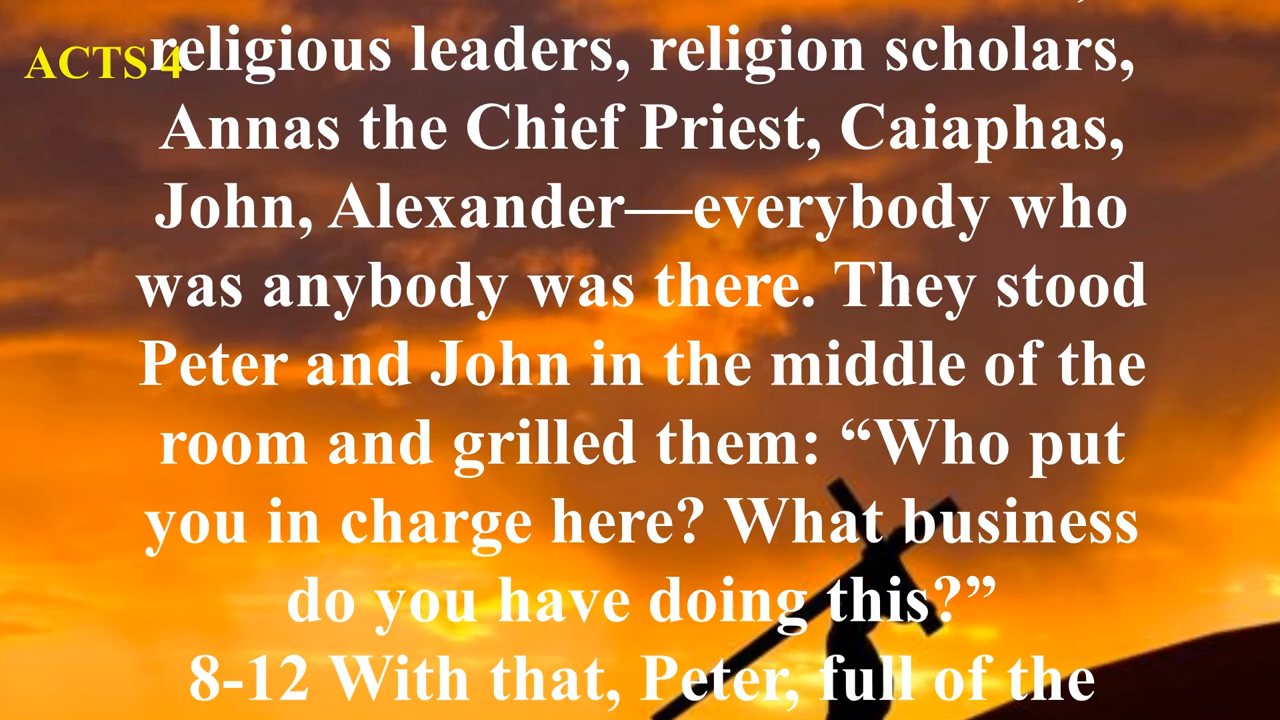 ACTS 4
religious leaders, religion scholars,
Annas the Chief Priest, Caiaphas,
John, Alexander—everybody who
was anybody was there. They stood
Peter and John in the middle of the
room and grilled them: “Who put
you in charge here? What business
do you have doing this?”
8-12 With that, Peter, full of the